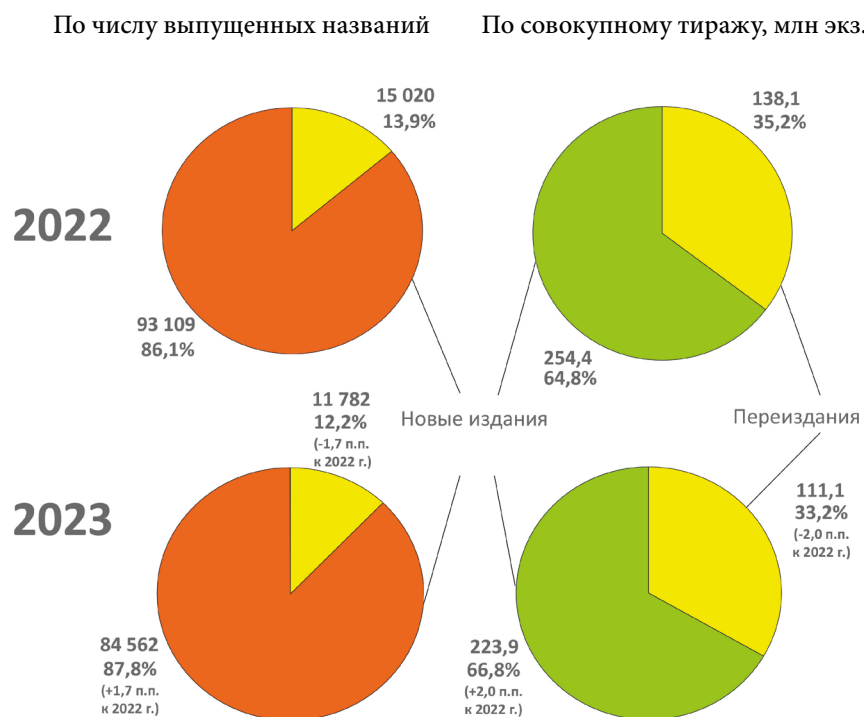 По числу выпущенных названий
По совокупному тиражу, млн экз.
2022
15 020
13,9%
93 109
86,1%
138,1
35,2%
254,4
64,8%
Новые издания
Переиздания
2023
11 782
12,2%
(-1,7 п.п.
к 2022 г.)
84 562
87,8%
(+1,7 п.п.
к 2022 г.)
111,1
33,2%
(-2,0 п.п.
к 2022 г.)
223,9
66,8%
(+2,0 п.п.
к 2022 г.)